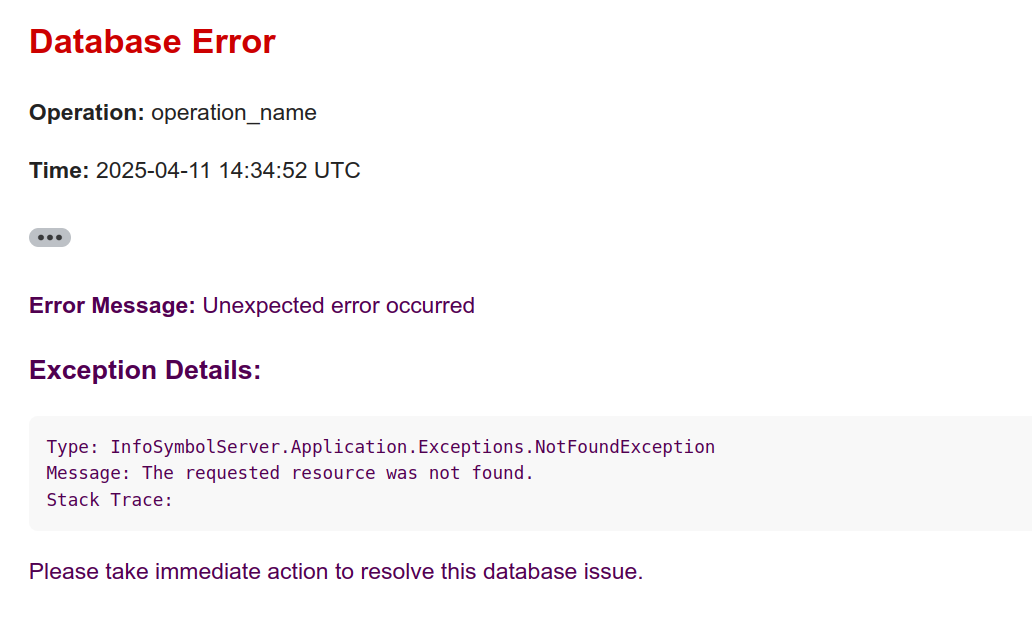 Database Error
Operation: operation_name
Time: 2025-04-11 14:34:52 UTC
•••
Error Message: Unexpected error occurred
Exception Details:
Type: InfoSymbolServer.Application.Exceptions.NotFoundException
Message: The requested resource was not found.
Stack Trace:
Please take immediate action to resolve this database issue.